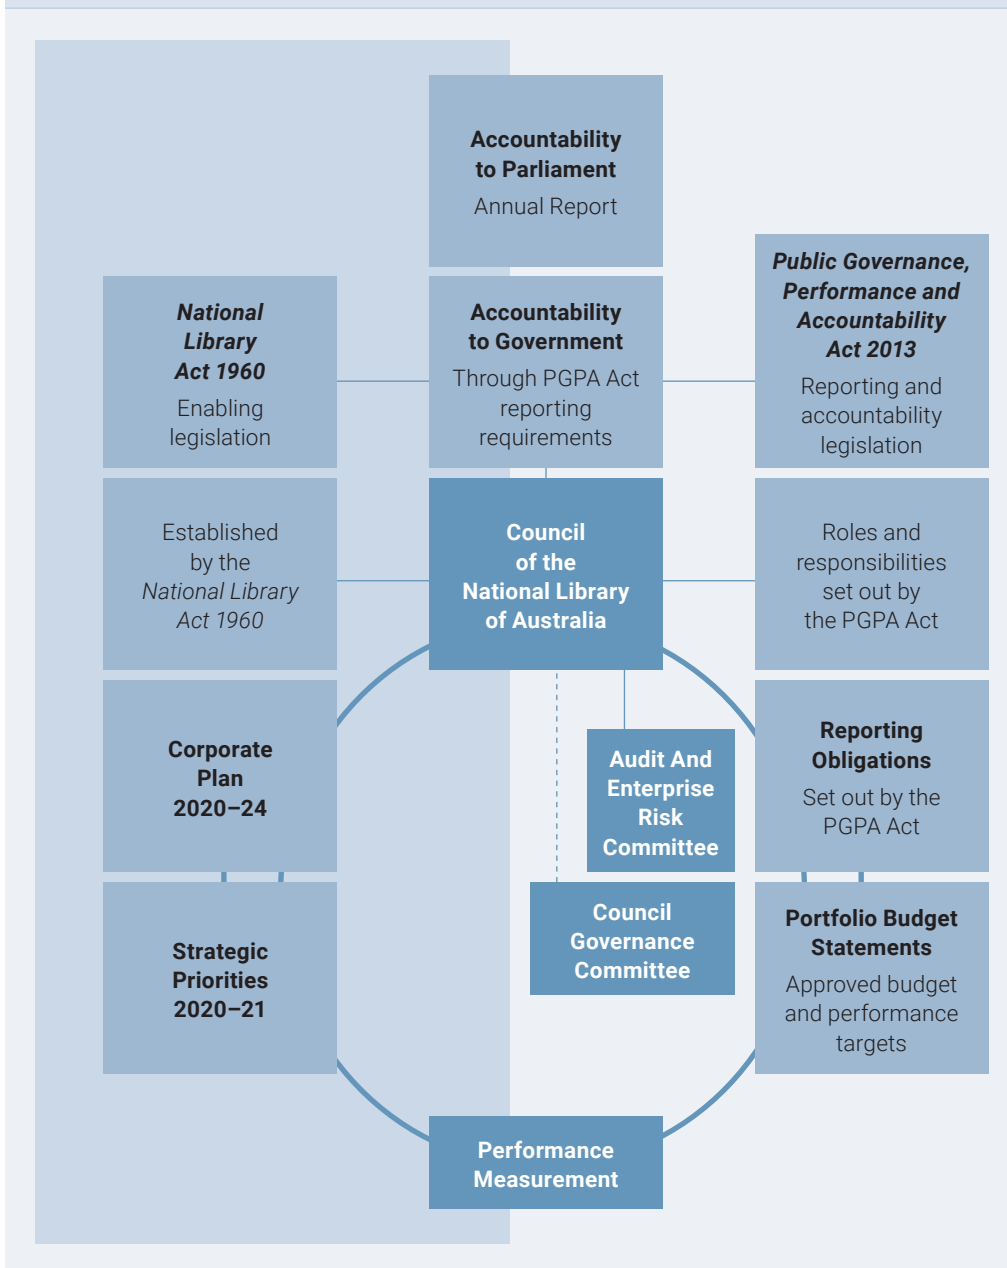 Accountability
to Parliament
Annual Report
National
Library
Act 1960
Enabling
legislation
Accountability
to Government
Through PGPA Act
reporting
requirements
Public Governance,
Performance and
Accountability
Act 2013
Reporting and
accountability
legislation
Established
by the
National Library
Act 1960
Council
of the
National Library
of Australia
Roles and
responsibilities
set out by
the PGPA Act
Corporate
Plan
2020–24
Audit And
Enterprise
Risk
Committee
Reporting
Obligations
Set out by the
PGPA Act
Strategic
Priorities
2020–21
Council
Governance
Committee
Portfolio Budget
Statements
Approved budget
and performance
targets
Performance
Measurement